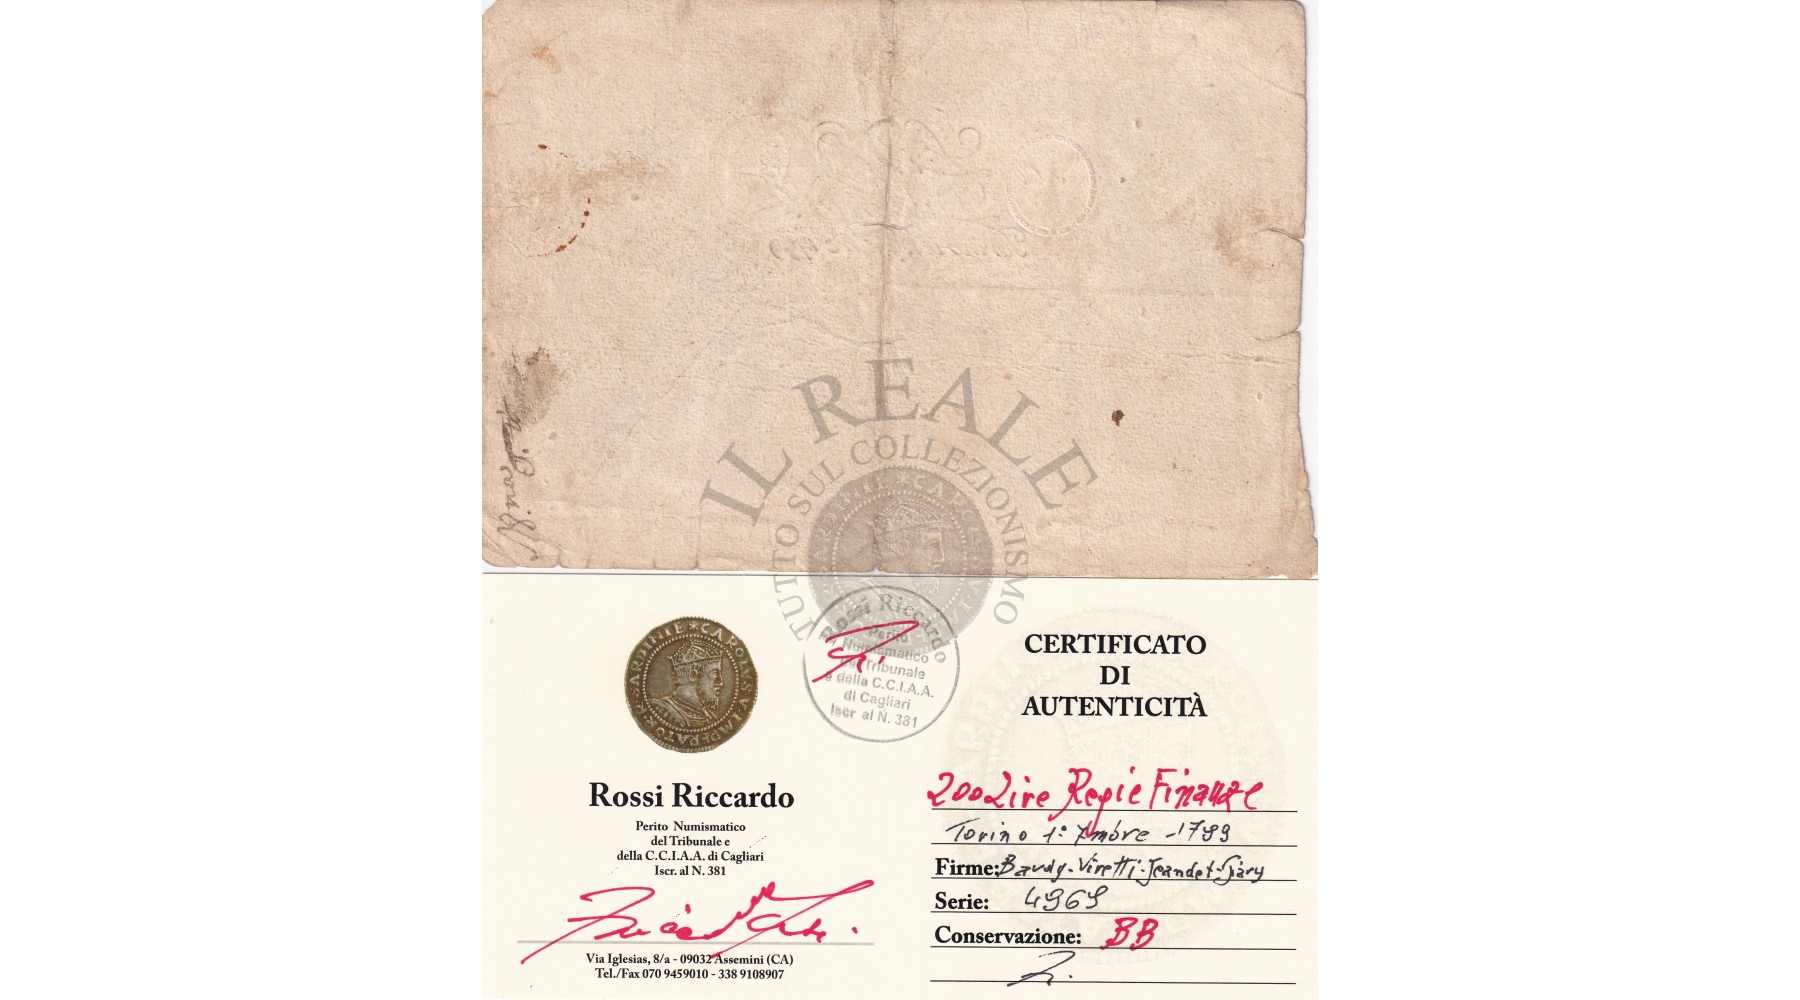 IL REALE
TUTTO SUL COLLEZIONISMO
SARDINIE * CAROLVS V IMPERATOR
Rossi Riccardo
Perito
Numismatico
del Tribunale
e della C.C.I.A.A.
di Cagliari
Iscr al N. 381
CERTIFICATO
DI
AUTENTICITÀ
Rossi Riccardo
Perito Numismatico
del Tribunale e
della C.C.I.A.A. di Cagliari
Iscr. al N. 381
Via Iglesias, 8/a - 09032 Assemini (CA)
Tel./Fax 070 9459010 - 338 9108907
200 Lire Regie Finanze
Torino 1° 7mbre - 1799
Firme: Viretti - Jeandet -
Serie: 4969
Conservazione: BB